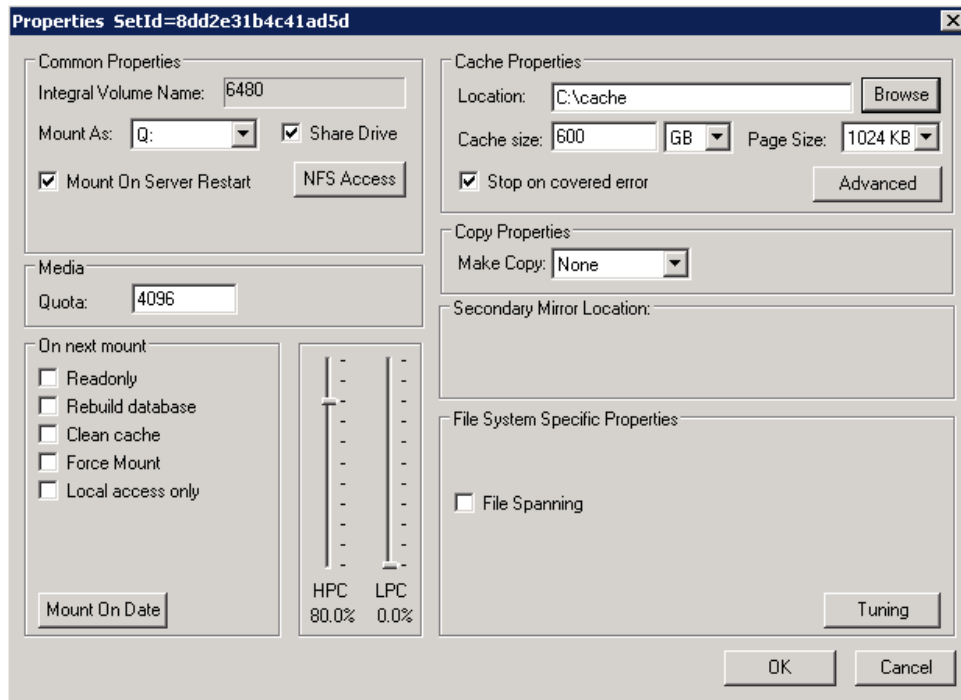 Properties SetId=8dd2e31b4c41ad5d
Common Properties
Integral Volume Name: 6480
Mount As: Q: Share Drive
Mount On Server Restart NFS Access
Media
Quota: 4096
On next mount
Readonly
Rebuild database
Clean cache
Force Mount
Local access only
Mount On Date
HPC LPC
80.0% 0.0%
Cache Properties
Location: C:\cache Browse
Cache size: 600 GB Page Size: 1024 KB
Stop on covered error Advanced
Copy Properties
Make Copy: None
Secondary Mirror Location:
File System Specific Properties
File Spanning
Tuning
OK Cancel